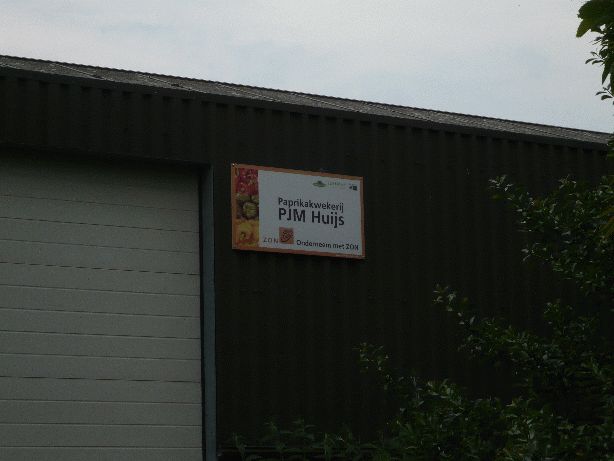 Paprikakwekerij
PJM Huijs
ZON
Ondernemen met ZON